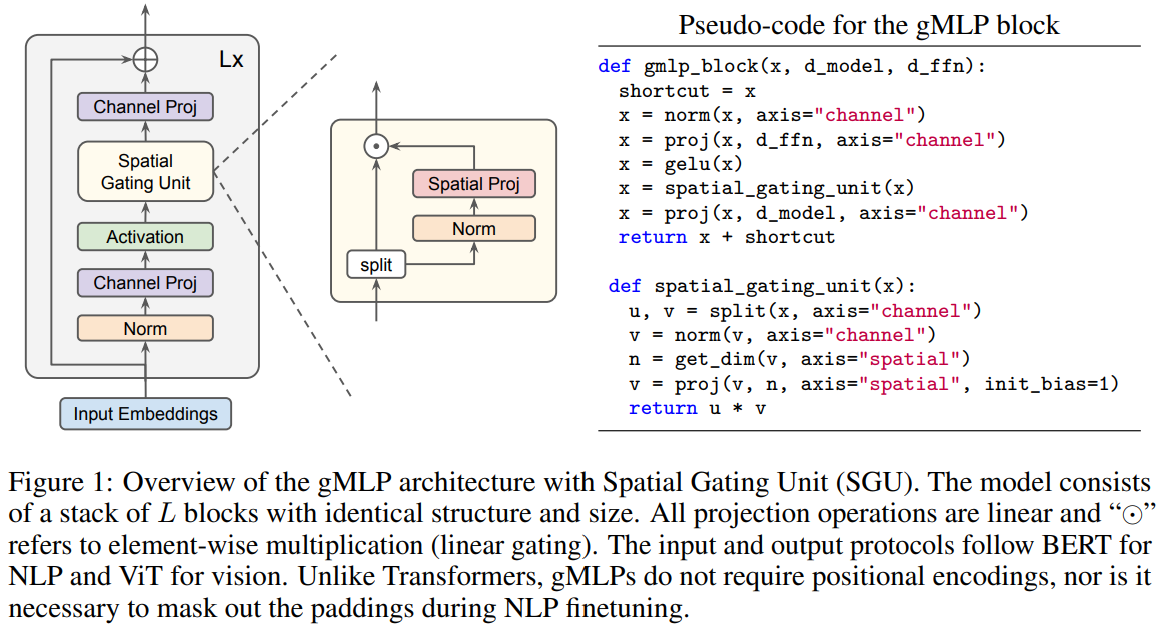 Lx
Channel Proj
Spatial
Gating Unit
Activation
Channel Proj
Norm
Input Embeddings
Spatial Proj
Norm
split
Pseudo-code for the gMLP block
def gmlp_block(x, d_model, d_ffn):
  shortcut = x
  x = norm(x, axis="channel")
  x = proj(x, d_ffn, axis="channel")
  x = gelu(x)
  x = spatial_gating_unit(x)
  x = proj(x, d_model, axis="channel")
  return x + shortcut
def spatial_gating_unit(x):
  u, v = split(x, axis="channel")
  v = norm(v, axis="channel")
  n = get_dim(v, axis="spatial")
  v = proj(v, n, axis="spatial", init_bias=1)
  return u * v
Figure 1: Overview of the gMLP architecture with Spatial Gating Unit (SGU). The model consists
of a stack of L blocks with identical structure and size. All projection operations are linear and “⊙”
refers to element-wise multiplication (linear gating). The input and output protocols follow BERT for
NLP and ViT for vision. Unlike Transformers, gMLPs do not require positional encodings, nor is it
necessary to mask out the paddings during NLP finetuning.